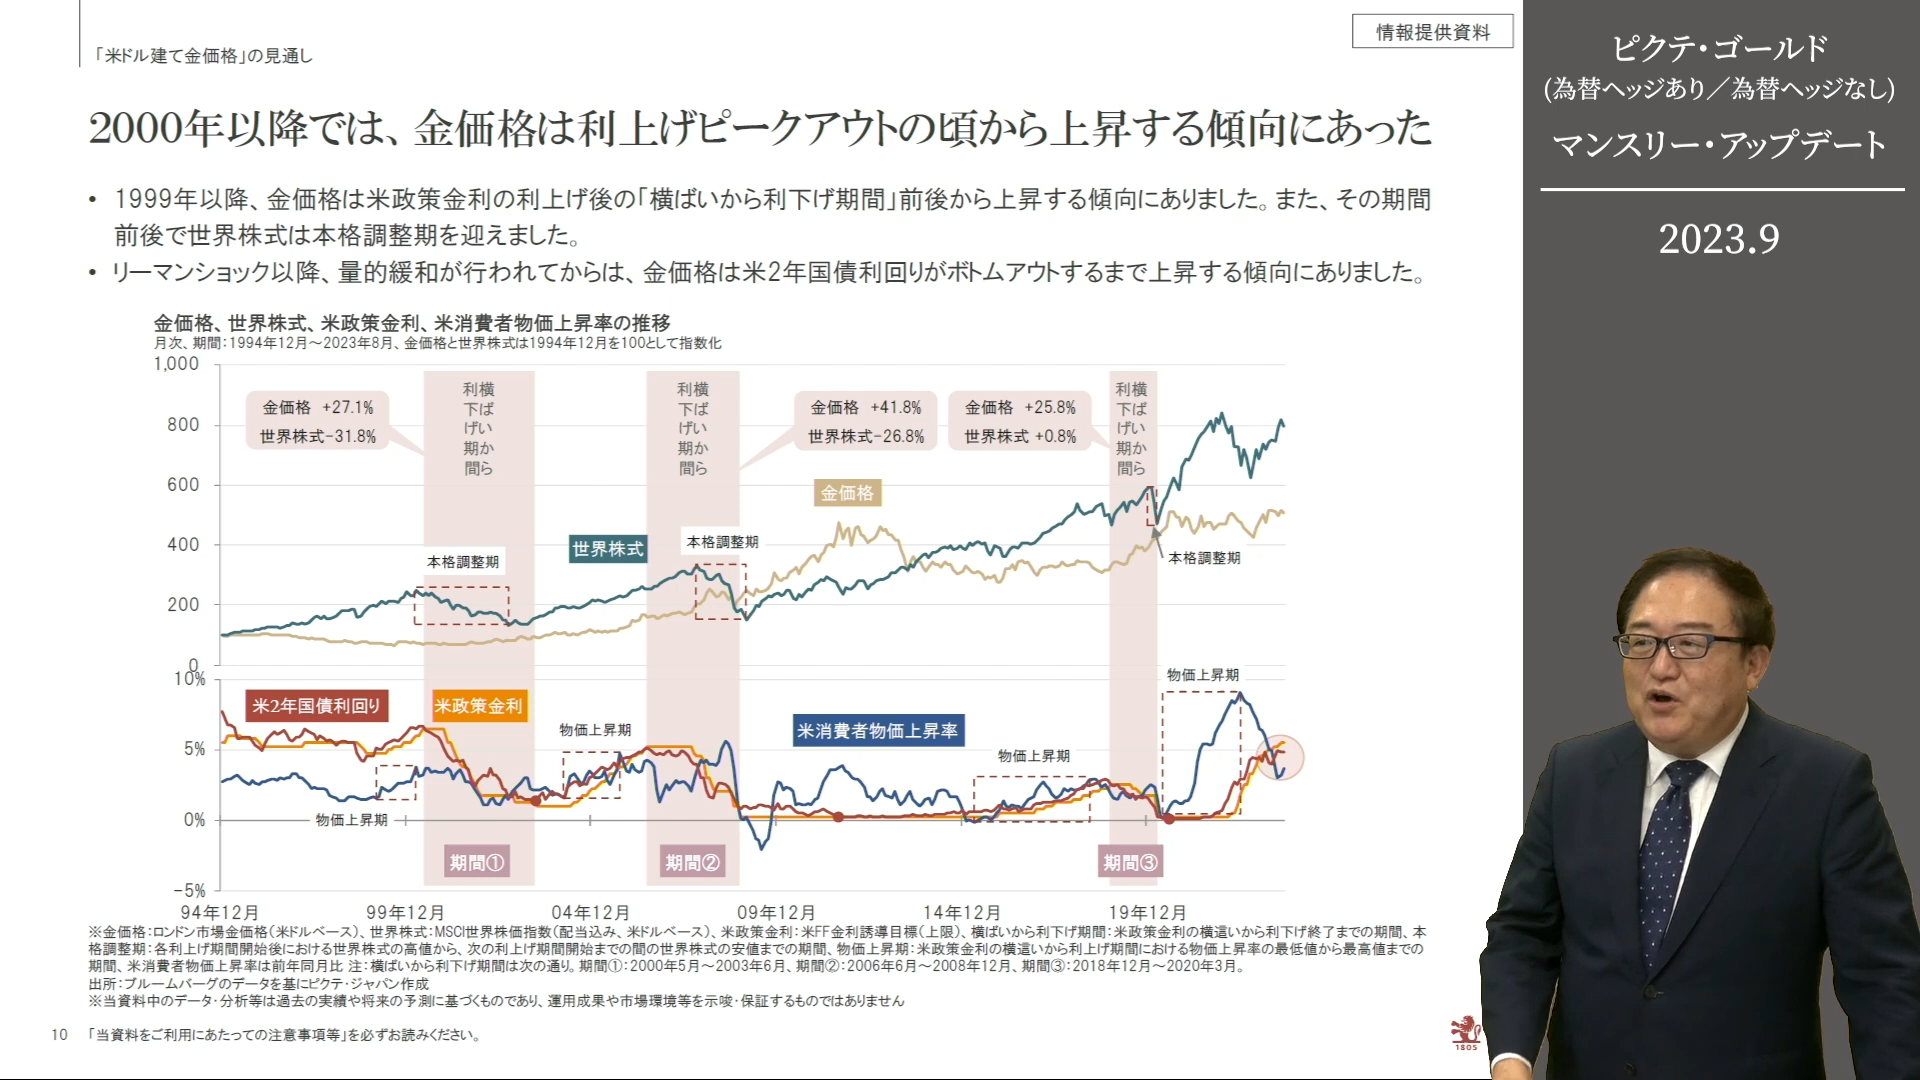 「米ドル建て金価格」の見通し
情報提供資料
2000年以降では、金価格は利上げピークアウトの頃から上昇する傾向にあった
• 1999年以降、金価格は米政策金利の利上げ後の「横ばいから利下げ期間」前後から上昇する傾向にありました。また、その期間
前後で世界株式は本格調整期を迎えました。
• リーマンショック以降、量的緩和が行われてからは、金価格は米2年国債利回りがボトムアウトするまで上昇する傾向にありました。
金価格、世界株式、米政策金利、米消費者物価上昇率の推移
月次、期間：1994年12月～2023年8月、金価格と世界株式は1994年12月を100として指数化
1,000
800
600
400
200
0
金価格 +27.1%
世界株式-31.8%
横ばいから
利下げ期間
横ばいから
利下げ期間
金価格 +41.8%
世界株式-26.8%
金価格 +25.8%
世界株式 +0.8%
横ばいから
利下げ期間
金価格
世界株式
本格調整期
本格調整期
本格調整期
10%
5%
0%
-5%
米2年国債利回り
米政策金利
物価上昇期
物価上昇期
米消費者物価上昇率
物価上昇期
物価上昇期
期間①
期間②
期間③
94年12月
99年12月
04年12月
09年12月
14年12月
19年12月
※金価格：ロンドン市場金価格（米ドルベース）、世界株式：MSCI世界株価指数（配当込み、米ドルベース）、米政策金利：米FF金利誘導目標（上限）、横ばいから利下げ期間：米政策金利の横這いから利下げ終了までの期間、本
格調整期：各利上げ期間開始後における世界株式の高値から、次の利上げ期間開始までの間の世界株式の安値までの期間、物価上昇期：米政策金利の横這いから利上げ期間における物価上昇率の最低値から最高値までの
期間、米消費者物価上昇率は前年同月比 注：横ばいから利下げ期間は次の通り。期間①：2000年5月～2003年6月、期間②：2006年6月～2008年12月、期間③：2018年12月～2020年3月。
出所：ブルームバーグのデータを基にピクテ・ジャパン作成
※当資料中のデータ・分析等は過去の実績や将来の予測に基づくものであり、運用成果や市場環境等を示唆・保証するものではありません
10 「当資料をご利用にあたっての注意事項等」を必ずお読みください。
1805
ピクテ・ゴールド
(為替ヘッジあり／為替ヘッジなし)
マンスリー・アップデート
2023.9